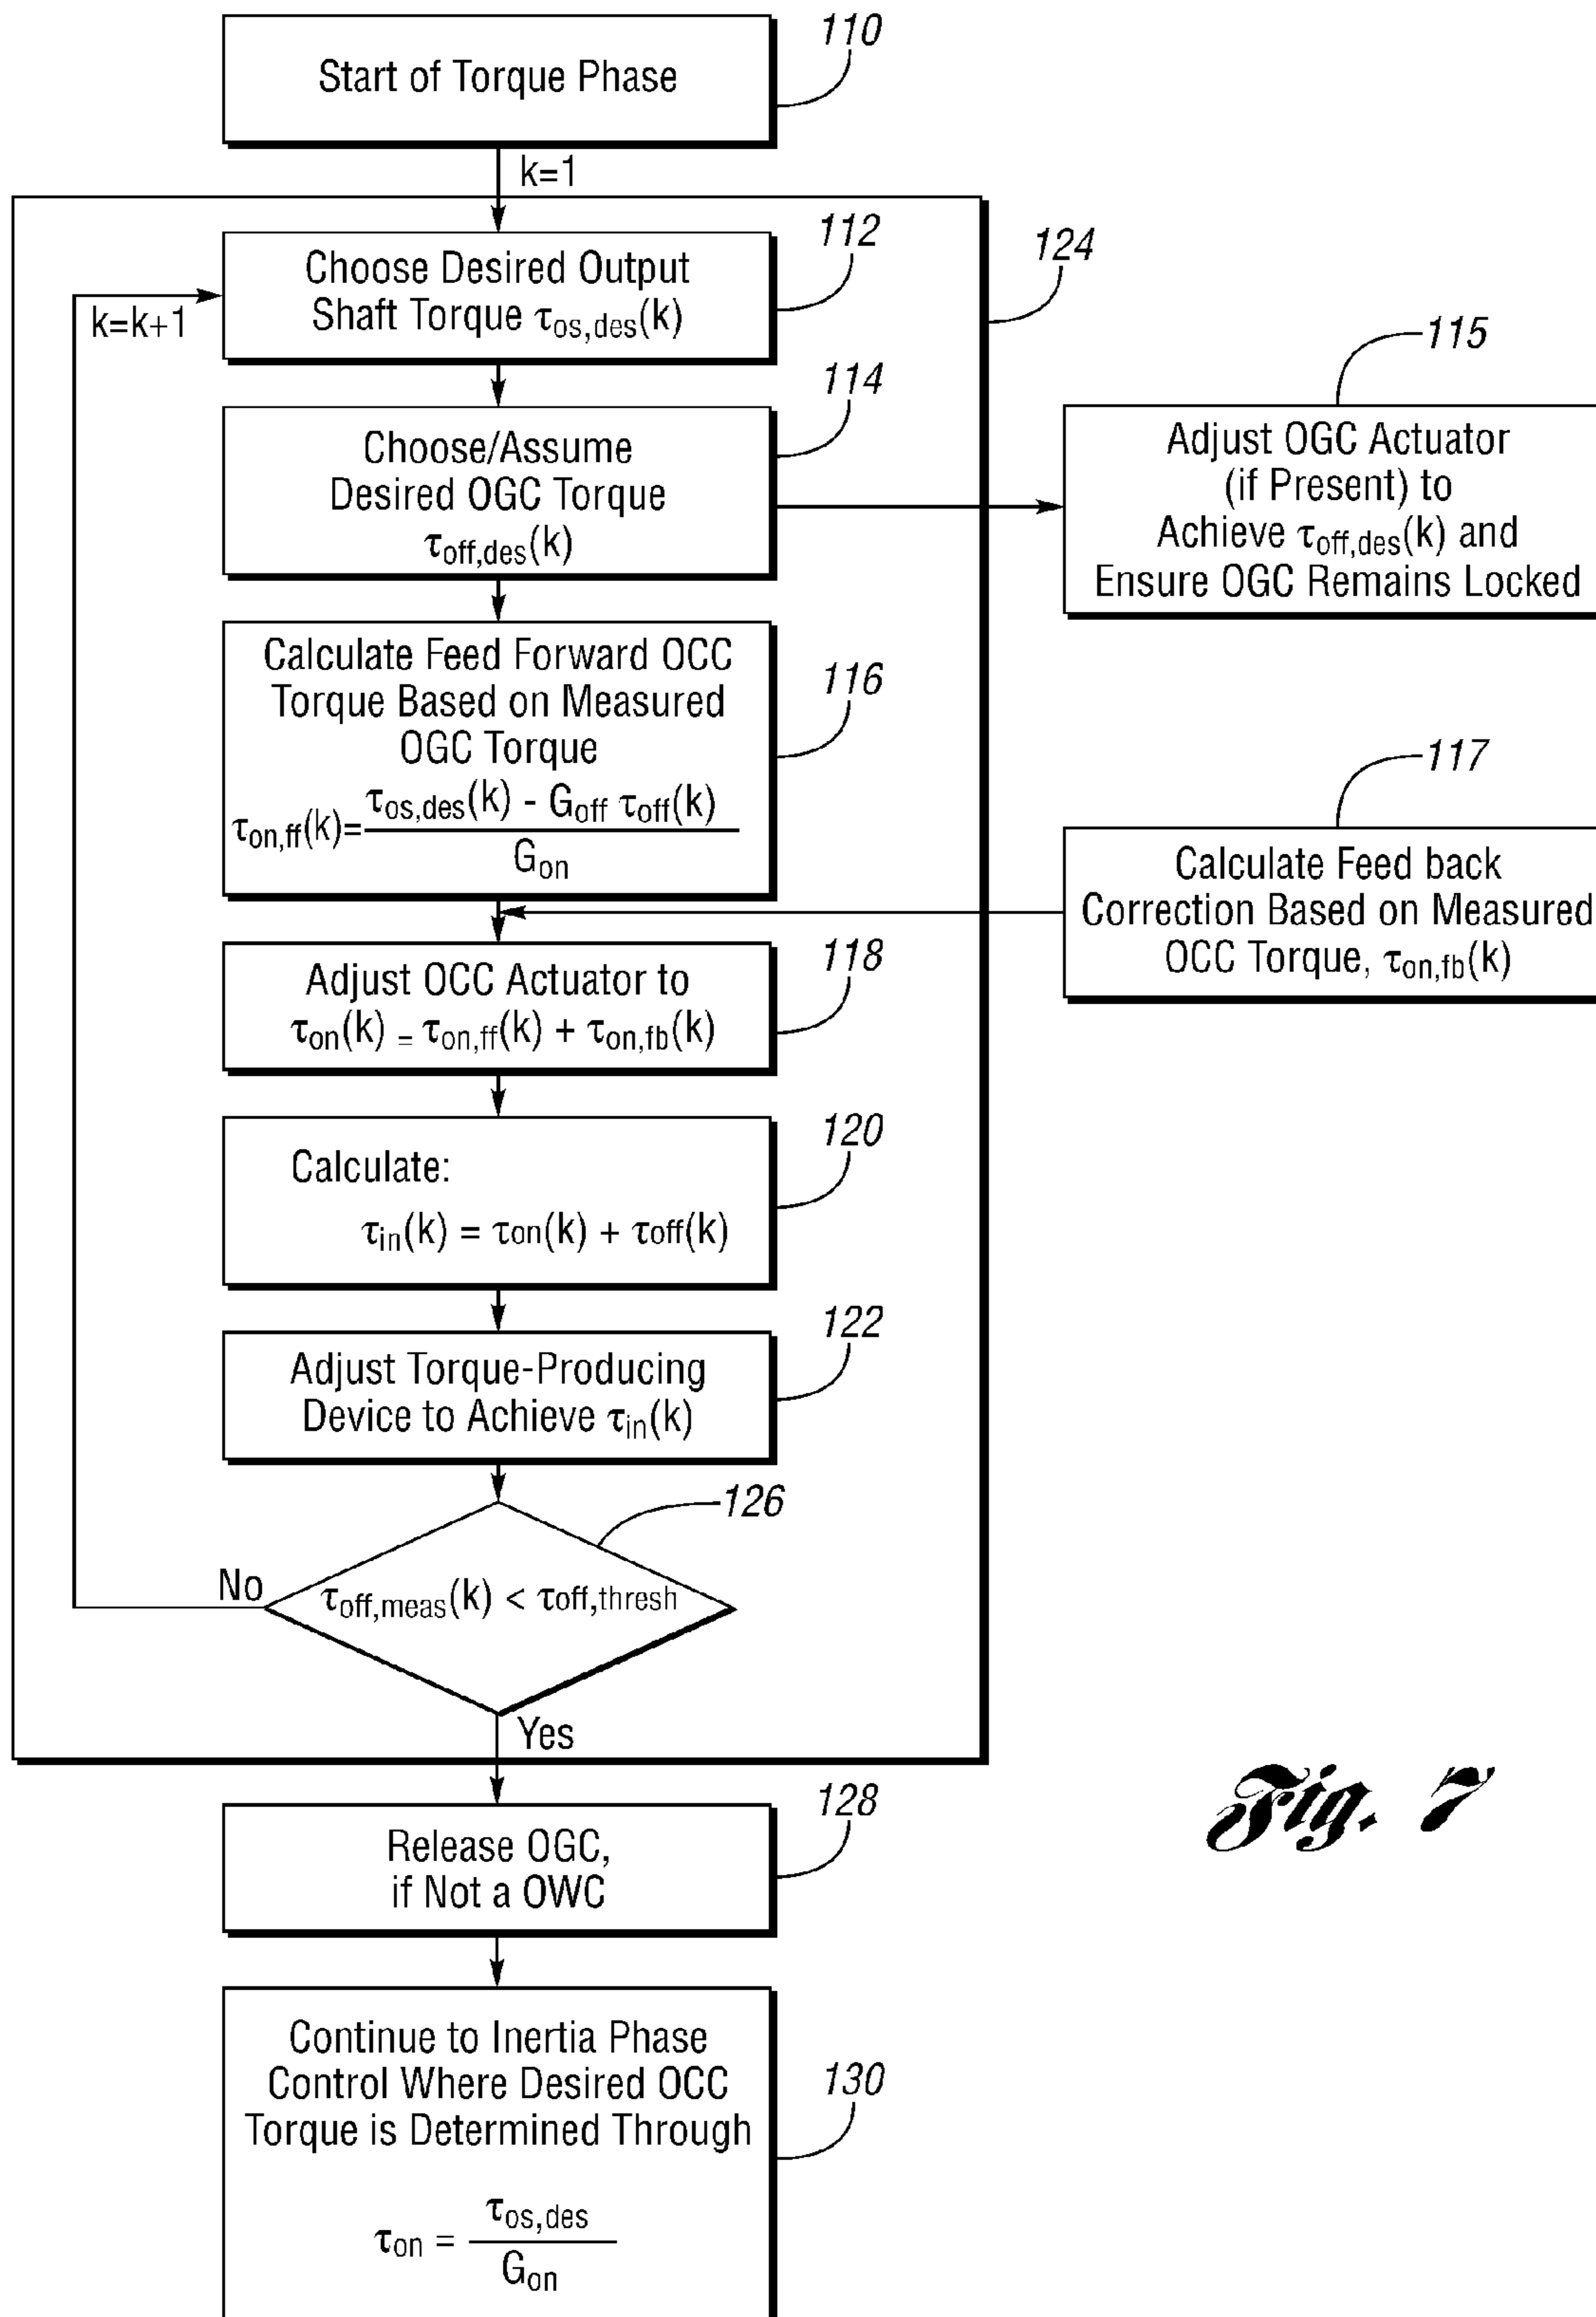 Start of Torque Phase
110
k=1
Choose Desired Output
Shaft Torque τos,des(k)
112
124
k=k+1
Choose/Assume
Desired OGC Torque
τoff,des(k)
114
115
Adjust OGC Actuator
(if Present) to
Achieve τoff,des(k) and
Ensure OGC Remains Locked
Calculate Feed Forward OCC
Torque Based on Measured
OGC Torque
τon,ff(k)= τos,des(k) - Goff τoff(k)
Gon
116
117
Calculate Feed back
Correction Based on Measured
OCC Torque, τon,fb(k)
Adjust OCC Actuator to
τon(k) = τon,ff(k) + τon,fb(k)
118
Calculate:
τin(k) = τon(k) + τoff(k)
120
Adjust Torque-Producing
Device to Achieve τin(k)
122
126
No
τoff,meas(k) < τoff,thresh
Yes
Release OGC,
if Not a OWC
128
Fig. 7
Continue to Inertia Phase
Control Where Desired OCC
Torque is Determined Through
τon = τos,des
Gon
130